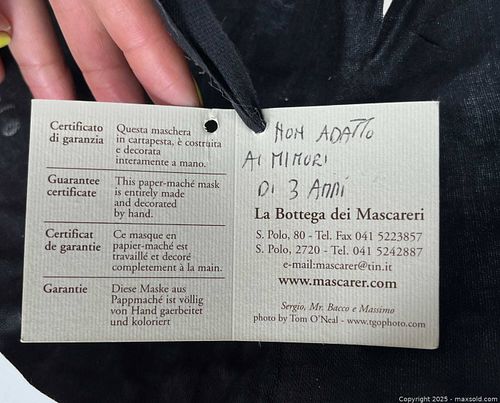 Certificato
di garanzia
Questa maschera
in cartapesta, è costruita
e decorata
interamente a mano.
Guarantee
certificate
This paper-maché mask
is entirely made
and decorated
by hand.
Certificat
de garantie
Ce masque en
papier-maché est
travaillé et decoré
completement à la main.
Garantie
Diese Maske aus
Pappmaché ist völlig
von Hand gaerbeitet
und koloriert
NON ADATTO
AI MINORI
DI 3 ANNI
La Bottega dei Mascareri
S. Polo, 80 - Tel. Fax 041 5223857
S. Polo, 2720 - Tel. 041 5242887
e-mail:mascarer@tin.it
www.mascarer.com
Sergio, Mr. Bacco e Massimo
photo by Tom O'Neal - www.tgophoto.com
Copyright 2025 - maxsold.com